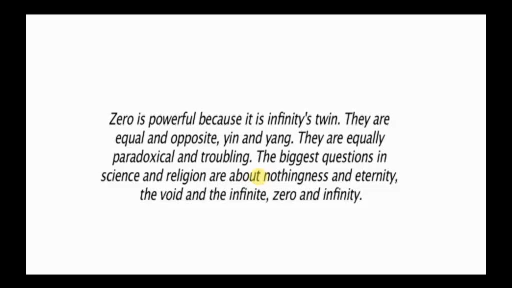 Zero is powerful because it is infinity's twin. They are
equal and opposite, yin and yang. They are equally
paradoxical and troubling. The biggest questions in
science and religion are about nothingness and eternity,
the void and the infinite, zero and infinity.